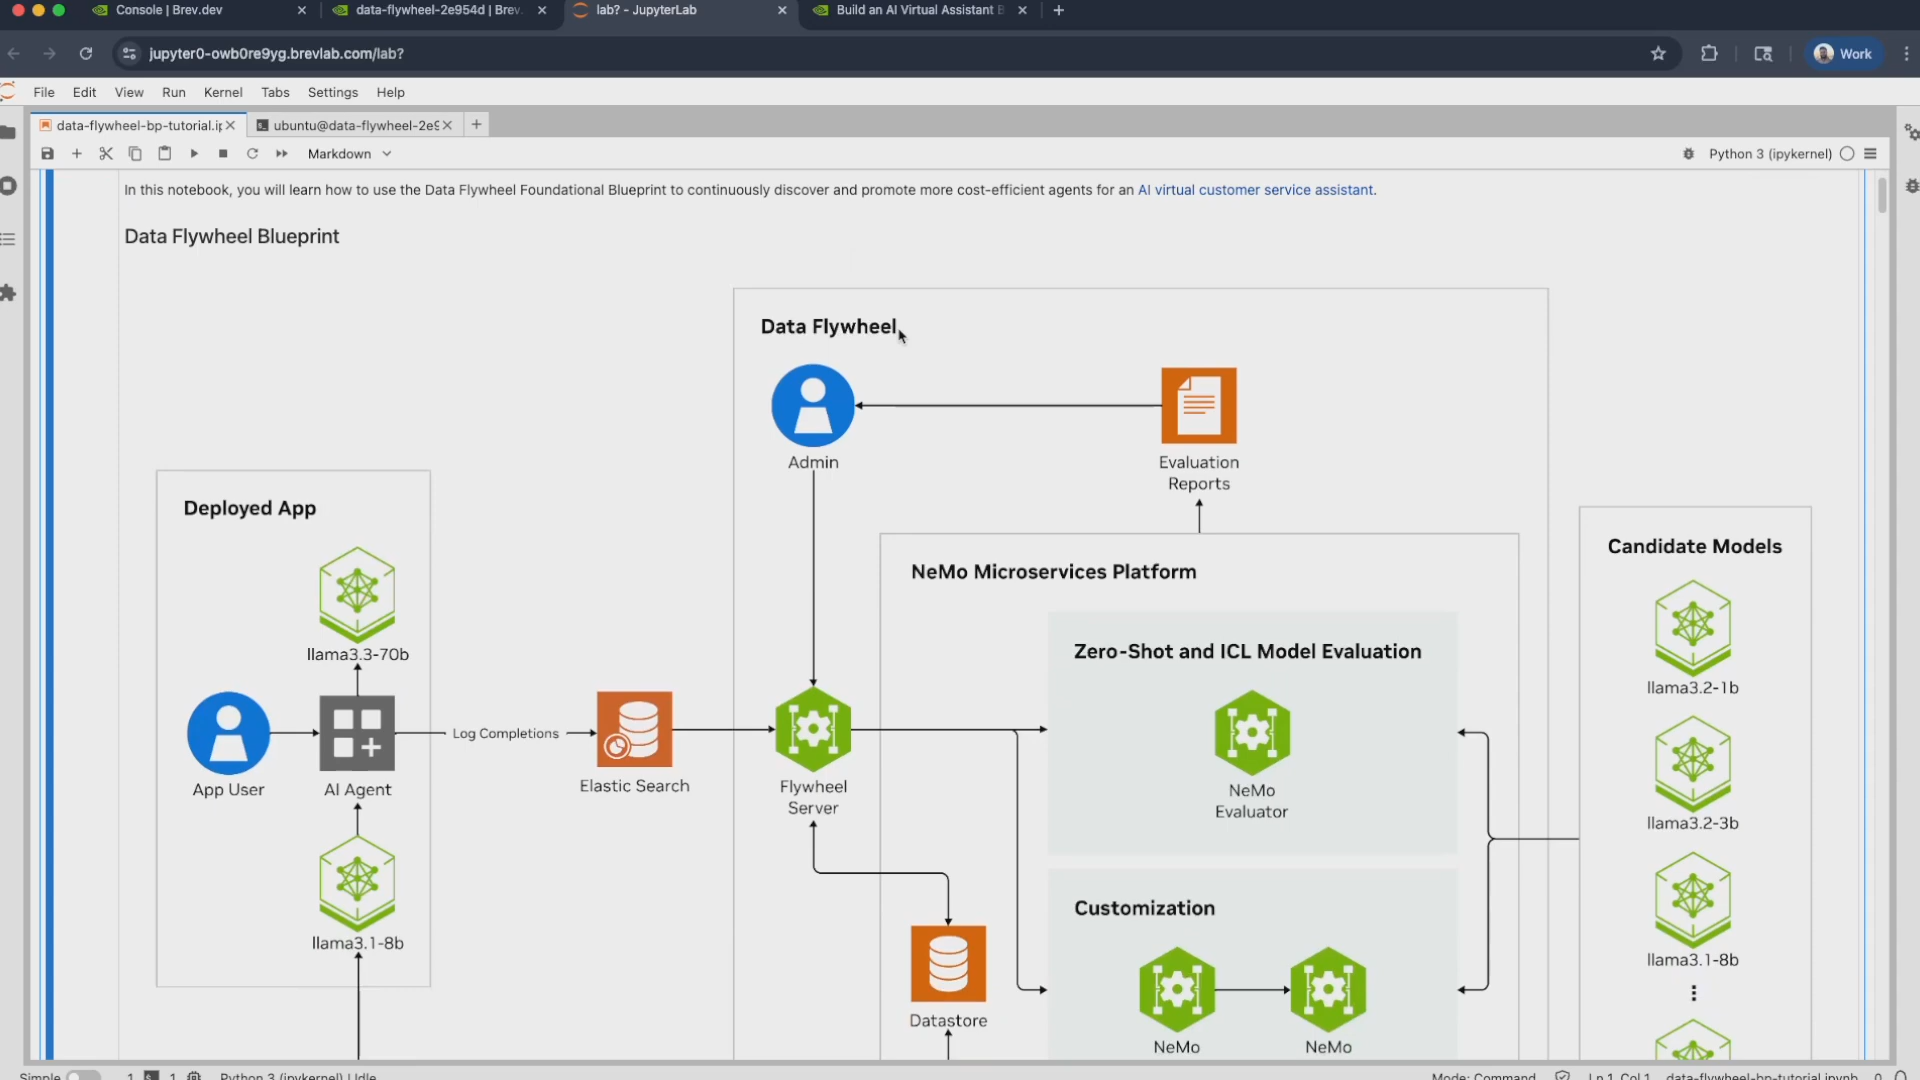 Console | Brev.dev
data-flywheel-2e954d | Brev.
lab? - JupyterLab
Build an AI Virtual Assistant B
jupyter0-owb0re9yg.brevlab.com/lab?
Work
File Edit View Run Kernel Tabs Settings Help
data-flywheel-bp-tutorial.ip
ubuntu@data-flywheel-2e9
Markdown
Python 3 (ipykernel)
In this notebook, you will learn how to use the Data Flywheel Foundational Blueprint to continuously discover and promote more cost-efficient agents for an AI virtual customer service assistant.
Data Flywheel Blueprint
Data Flywheel
Admin
Evaluation
Reports
Deployed App
llama3.3-70b
App User
AI Agent
llama3.1-8b
Log Completions
Elastic Search
Flywheel
Server
NeMo Microservices Platform
Zero-Shot and ICL Model Evaluation
NeMo
Evaluator
Customization
NeMo
NeMo
Datastore
Candidate Models
llama3.2-1b
llama3.2-3b
llama3.1-8b
Simple
1
1
Python 3 (ipykernel) | Idle
Mode: Command
Ln 1, Col 1
data-flywheel-bp-tutorial.ipynb
0